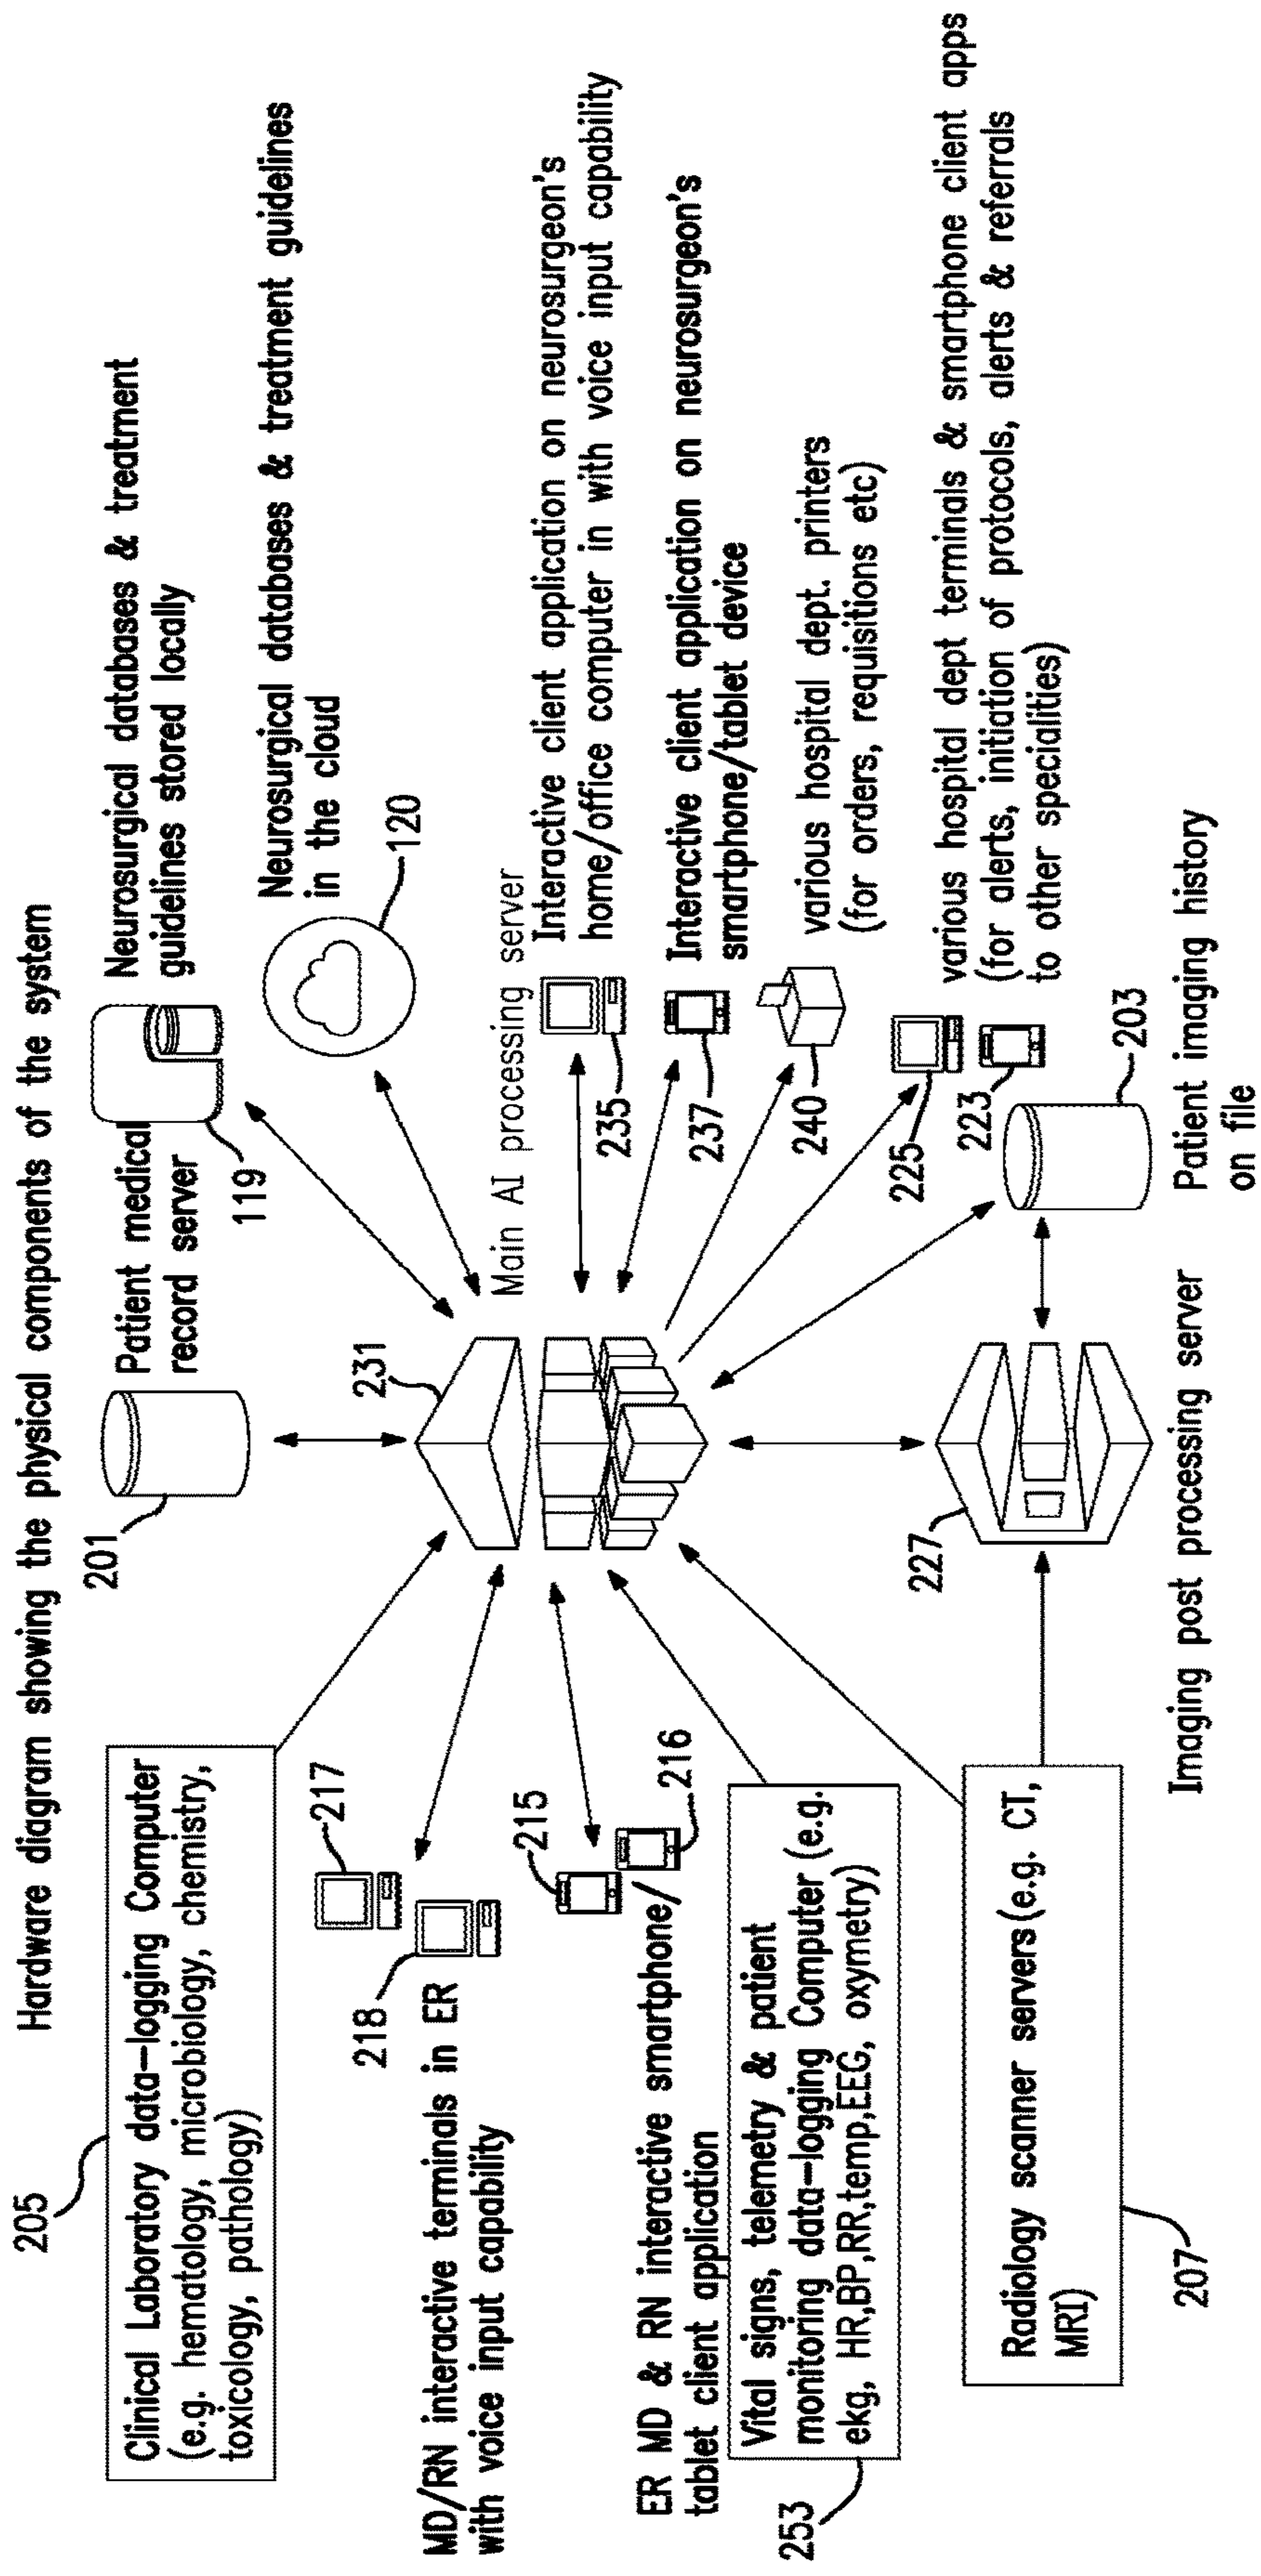 Hardware diagram showing the physical components of the system
205
Clinical Laboratory data-logging Computer
(e.g. hematology, microbiology, chemistry,
toxicology, pathology)
201
Patient medical
record server
119
Neurosurgical databases & treatment
guidelines stored locally
Neurosurgical databases & treatment guidelines
in the cloud
120
217
218
MD/RN interactive terminals in ER
with voice input capability
231
Main AI processing server
235
Interactive client application on neurosurgeon's
home/office computer in with voice input capability
215
216
ER MD & RN interactive smartphone/
tablet client application
237
Interactive client application on neurosurgeon's
smartphone/tablet device
253
Vital signs, telemetry & patient
monitoring data-logging Computer (e.g.
ekg, HR,BP,RR,temp,EEG, oxymetry)
240
various hospital dept. printers
(for orders, requisitions etc)
225
223
various hospital dept terminals & smartphone client apps
(for alerts, initiation of protocols, alerts & referrals
to other specialities)
207
Radiology scanner servers(e.g. CT,
MRI)
227
Imaging post processing server
203
Patient imaging history
on file